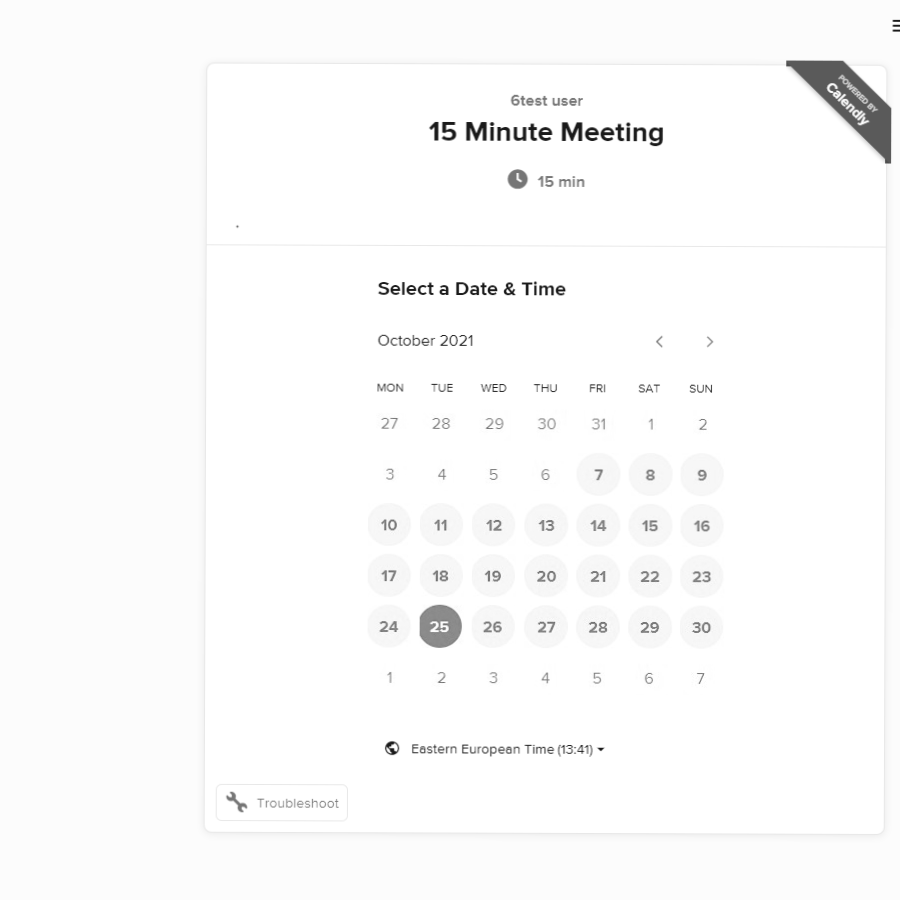 POWERED BY
Calendly
6test user
15 Minute Meeting
15 min
.
Select a Date & Time
October 2021
MON TUE WED THU FRI SAT SUN
27 28 29 30 31 1 2
3 4 5 6 7 8 9
10 11 12 13 14 15 16
17 18 19 20 21 22 23
24 25 26 27 28 29 30
1 2 3 4 5 6 7
Eastern European Time (13:41)
Troubleshoot